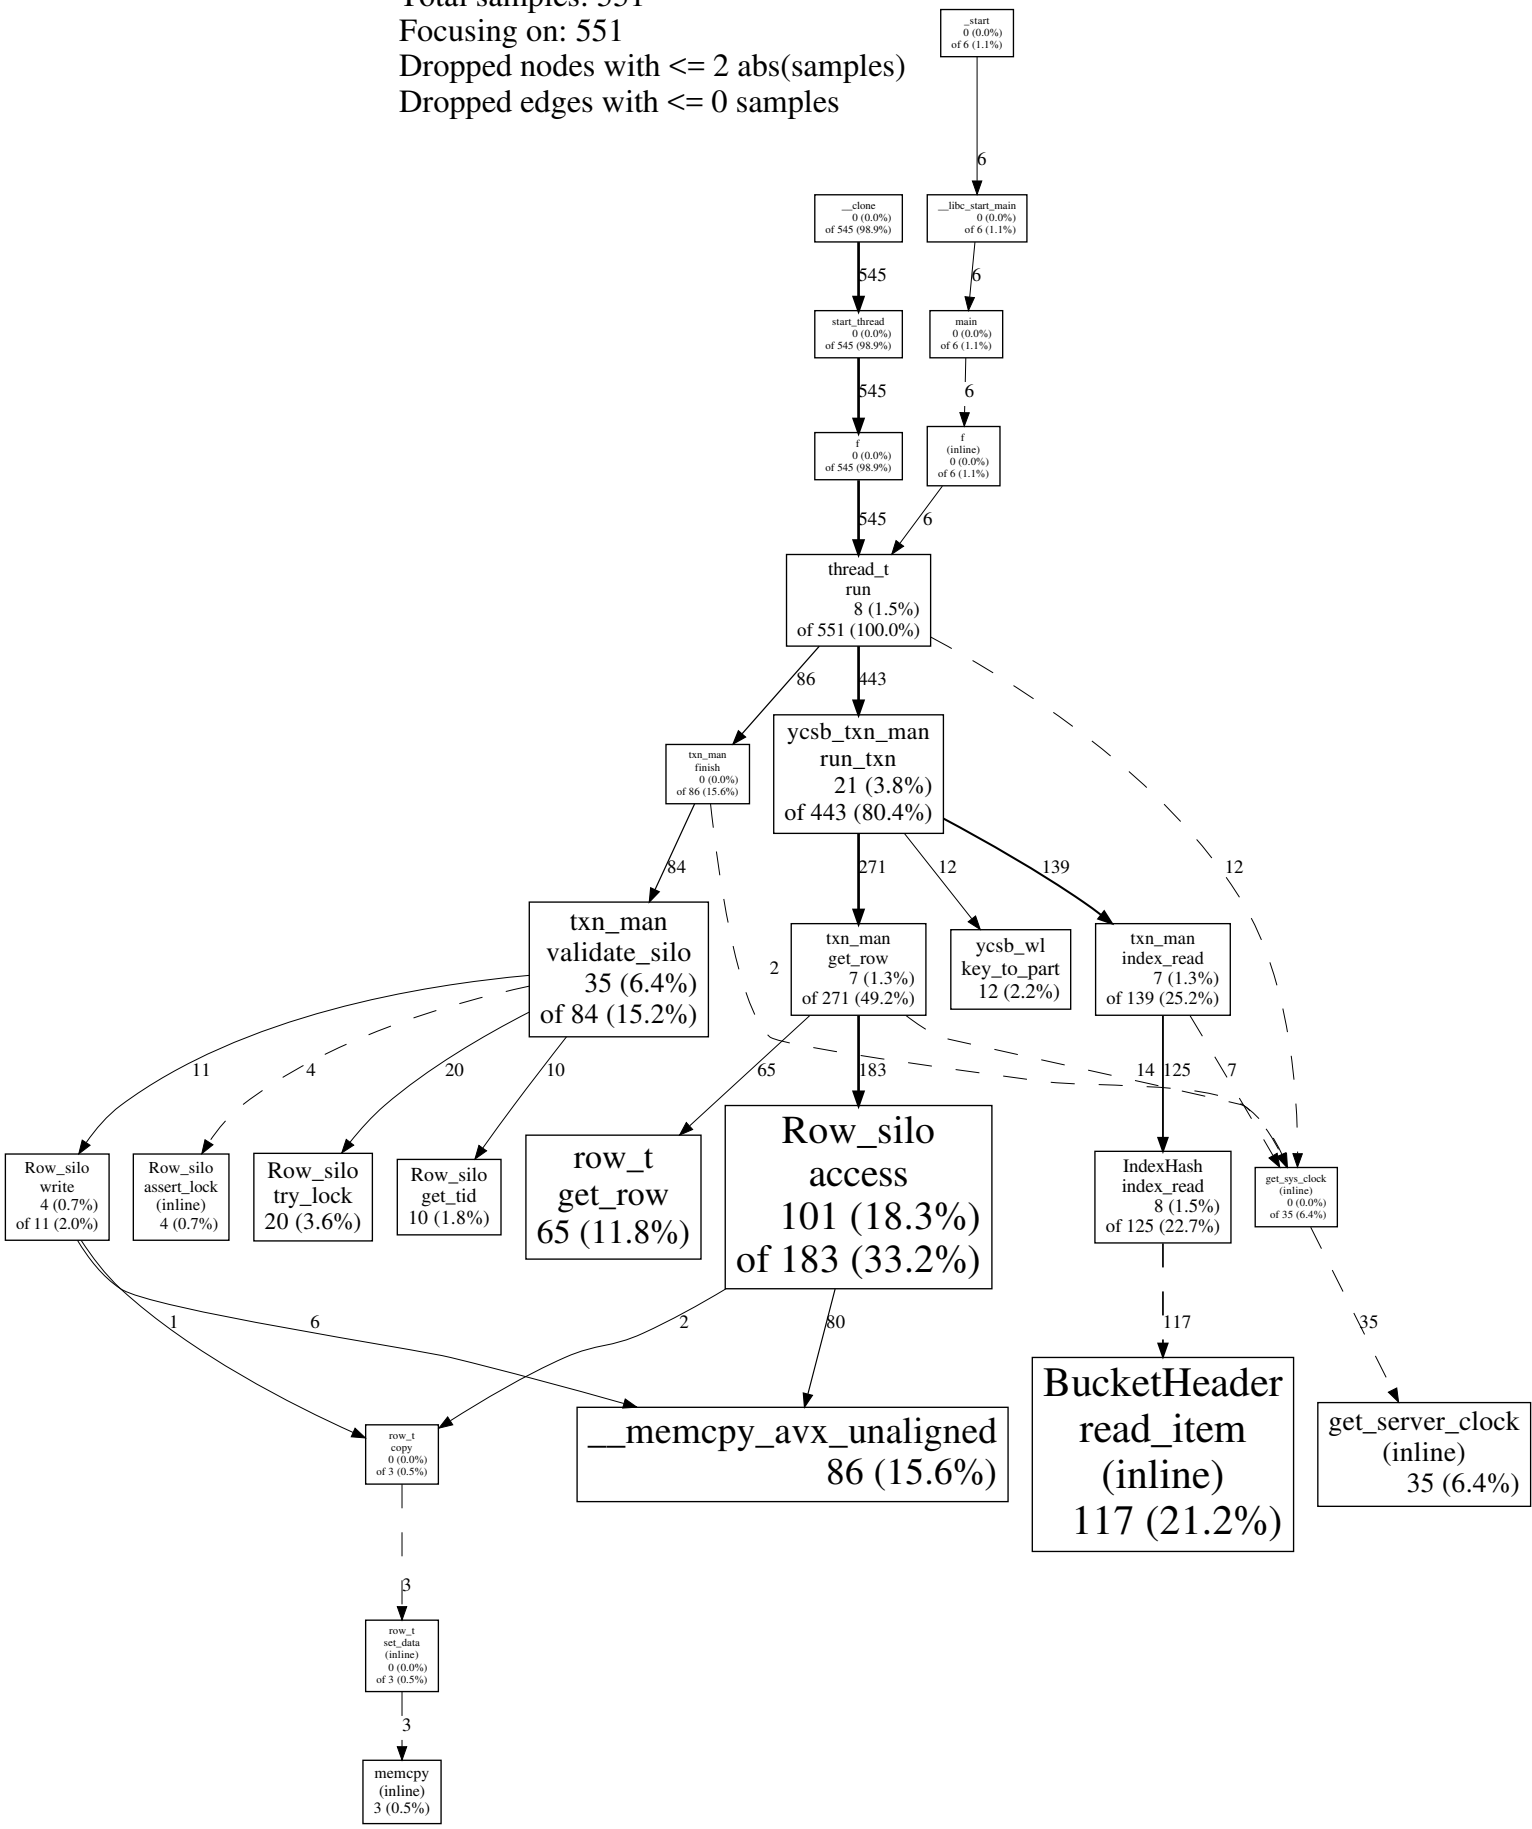 Total samples: 551
Focusing on: 551
Dropped nodes with <= 2 abs(samples)
Dropped edges with <= 0 samples
_start
0 (0.0%)
of 6 (1.1%)
6
__clone
0 (0.0%)
of 545 (98.9%)
__libc_start_main
0 (0.0%)
of 6 (1.1%)
545
6
start_thread
0 (0.0%)
of 545 (98.9%)
main
0 (0.0%)
of 6 (1.1%)
545
6
f
0 (0.0%)
of 545 (98.9%)
f
(inline)
0 (0.0%)
of 6 (1.1%)
545
6
thread_t
run
8 (1.5%)
of 551 (100.0%)
86
443
12
txn_man
finish
0 (0.0%)
of 86 (15.6%)
ycsb_txn_man
run_txn
21 (3.8%)
of 443 (80.4%)
84
2
271
12
139
txn_man
validate_silo
35 (6.4%)
of 84 (15.2%)
txn_man
get_row
7 (1.3%)
of 271 (49.2%)
ycsb_wl
key_to_part
12 (2.2%)
txn_man
index_read
7 (1.3%)
of 139 (25.2%)
11
4
20
10
65
183
14
125
7
Row_silo
write
4 (0.7%)
of 11 (2.0%)
Row_silo
assert_lock
(inline)
4 (0.7%)
Row_silo
try_lock
20 (3.6%)
Row_silo
get_tid
10 (1.8%)
row_t
get_row
65 (11.8%)
Row_silo
access
101 (18.3%)
of 183 (33.2%)
IndexHash
index_read
8 (1.5%)
of 125 (22.7%)
get_sys_clock
(inline)
0 (0.0%)
of 35 (6.4%)
1
6
2
80
117
35
row_t
copy
0 (0.0%)
of 3 (0.5%)
__memcpy_avx_unaligned
86 (15.6%)
BucketHeader
read_item
(inline)
117 (21.2%)
get_server_clock
(inline)
35 (6.4%)
3
row_t
set_data
(inline)
0 (0.0%)
of 3 (0.5%)
3
memcpy
(inline)
3 (0.5%)